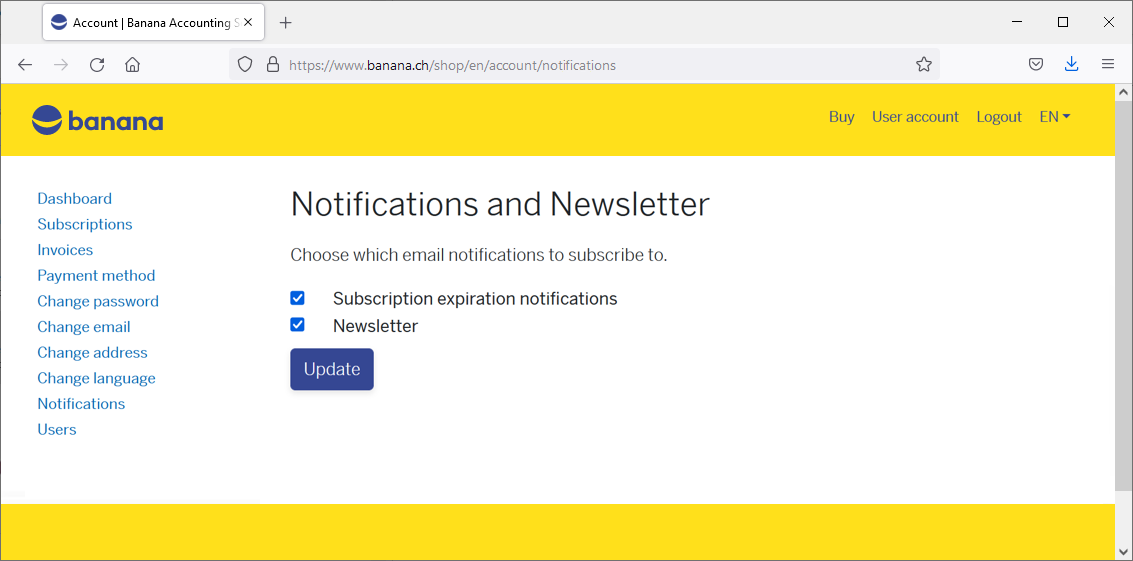 Account | Banana Accounting S
https://www.banana.ch/shop/en/account/notifications
banana
Buy User account Logout EN
Dashboard
Subscriptions
Invoices
Payment method
Change password
Change email
Change address
Change language
Notifications
Users
Notifications and Newsletter
Choose which email notifications to subscribe to.
Subscription expiration notifications
Newsletter
Update